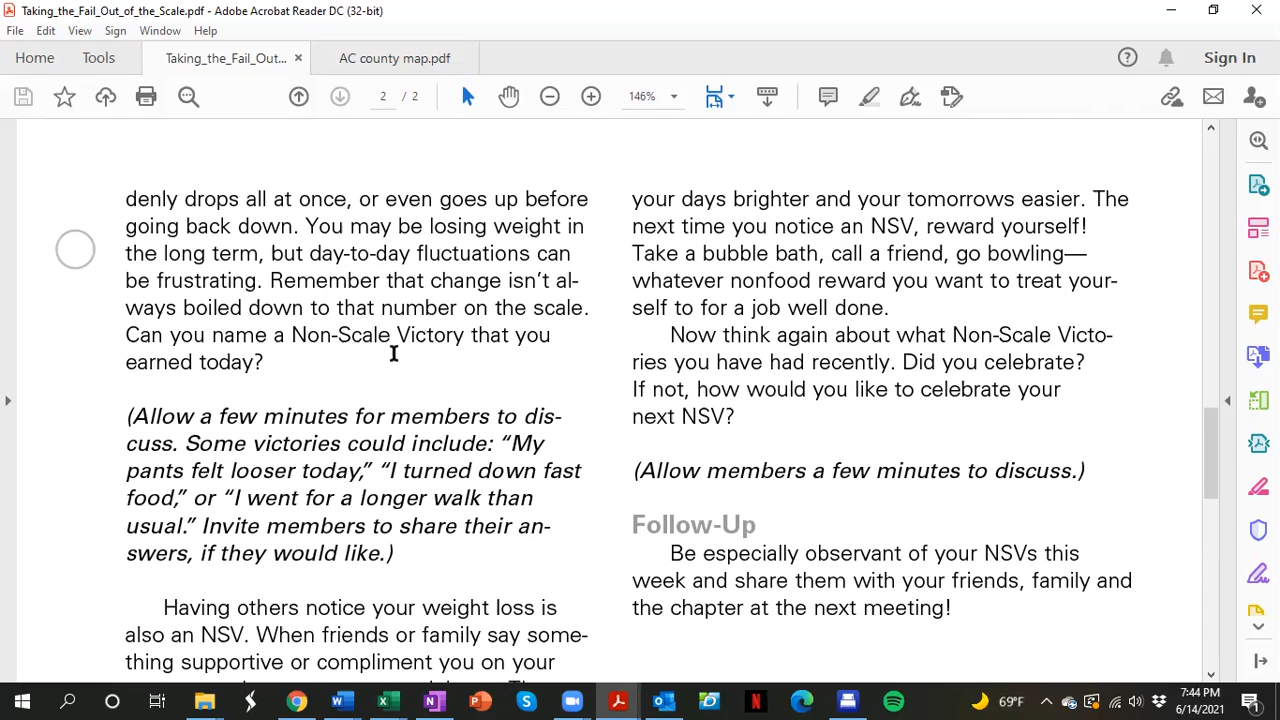 Taking_the_Fail_Out_of_the_Scale.pdf - Adobe Acrobat Reader DC (32-bit)
File Edit View Sign Window Help
Home Tools Taking_the_Fail_Out... × AC county map.pdf Sign In
2 / 2 146%
denly drops all at once, or even goes up before
going back down. You may be losing weight in
the long term, but day-to-day fluctuations can
be frustrating. Remember that change isn’t al-
ways boiled down to that number on the scale.
Can you name a Non-Scale Victory that you
earned today?
(Allow a few minutes for members to dis-
cuss. Some victories could include: “My
pants felt looser today,” “I turned down fast
food,” or “I went for a longer walk than
usual.” Invite members to share their an-
swers, if they would like.)
Having others notice your weight loss is
also an NSV. When friends or family say some-
thing supportive or compliment you on your
your days brighter and your tomorrows easier. The
next time you notice an NSV, reward yourself!
Take a bubble bath, call a friend, go bowling—
whatever nonfood reward you want to treat your-
self to for a job well done.
Now think again about what Non-Scale Victo-
ries you have had recently. Did you celebrate?
If not, how would you like to celebrate your
next NSV?
(Allow members a few minutes to discuss.)
Follow-Up
Be especially observant of your NSVs this
week and share them with your friends, family and
the chapter at the next meeting!
69°F
7:44 PM
6/14/2021